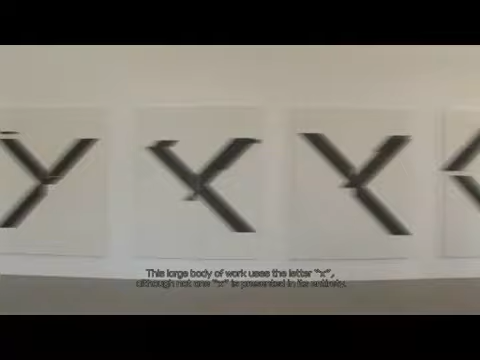 This large body of work uses the letter "x",
although not one "x" is presented in its entirety.